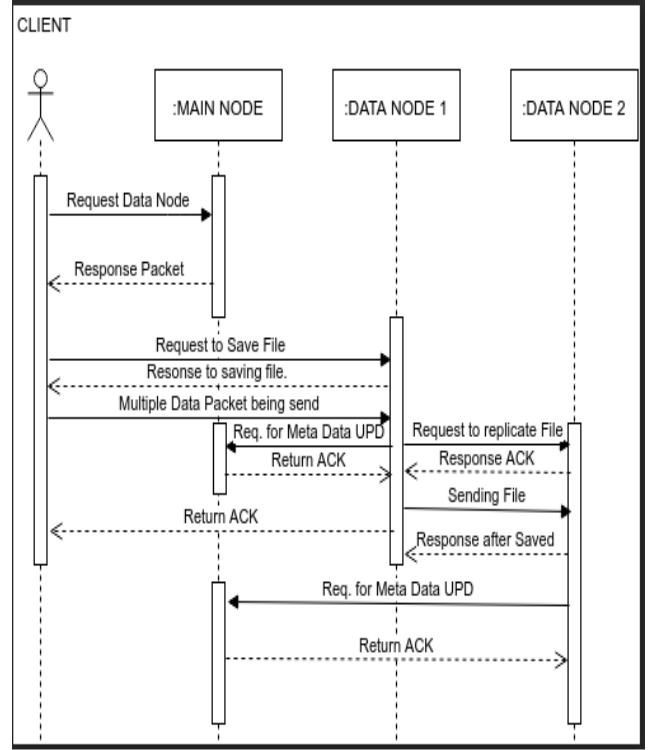 CLIENT
:MAIN NODE
:DATA NODE 1
:DATA NODE 2
Request Data Node
Response Packet
Request to Save File
Resonse to saving file.
Multiple Data Packet being send
Req. for Meta Data UPD
Request to replicate File
Return ACK
Response ACK
Sending File
Return ACK
Response after Saved
Req. for Meta Data UPD
Return ACK